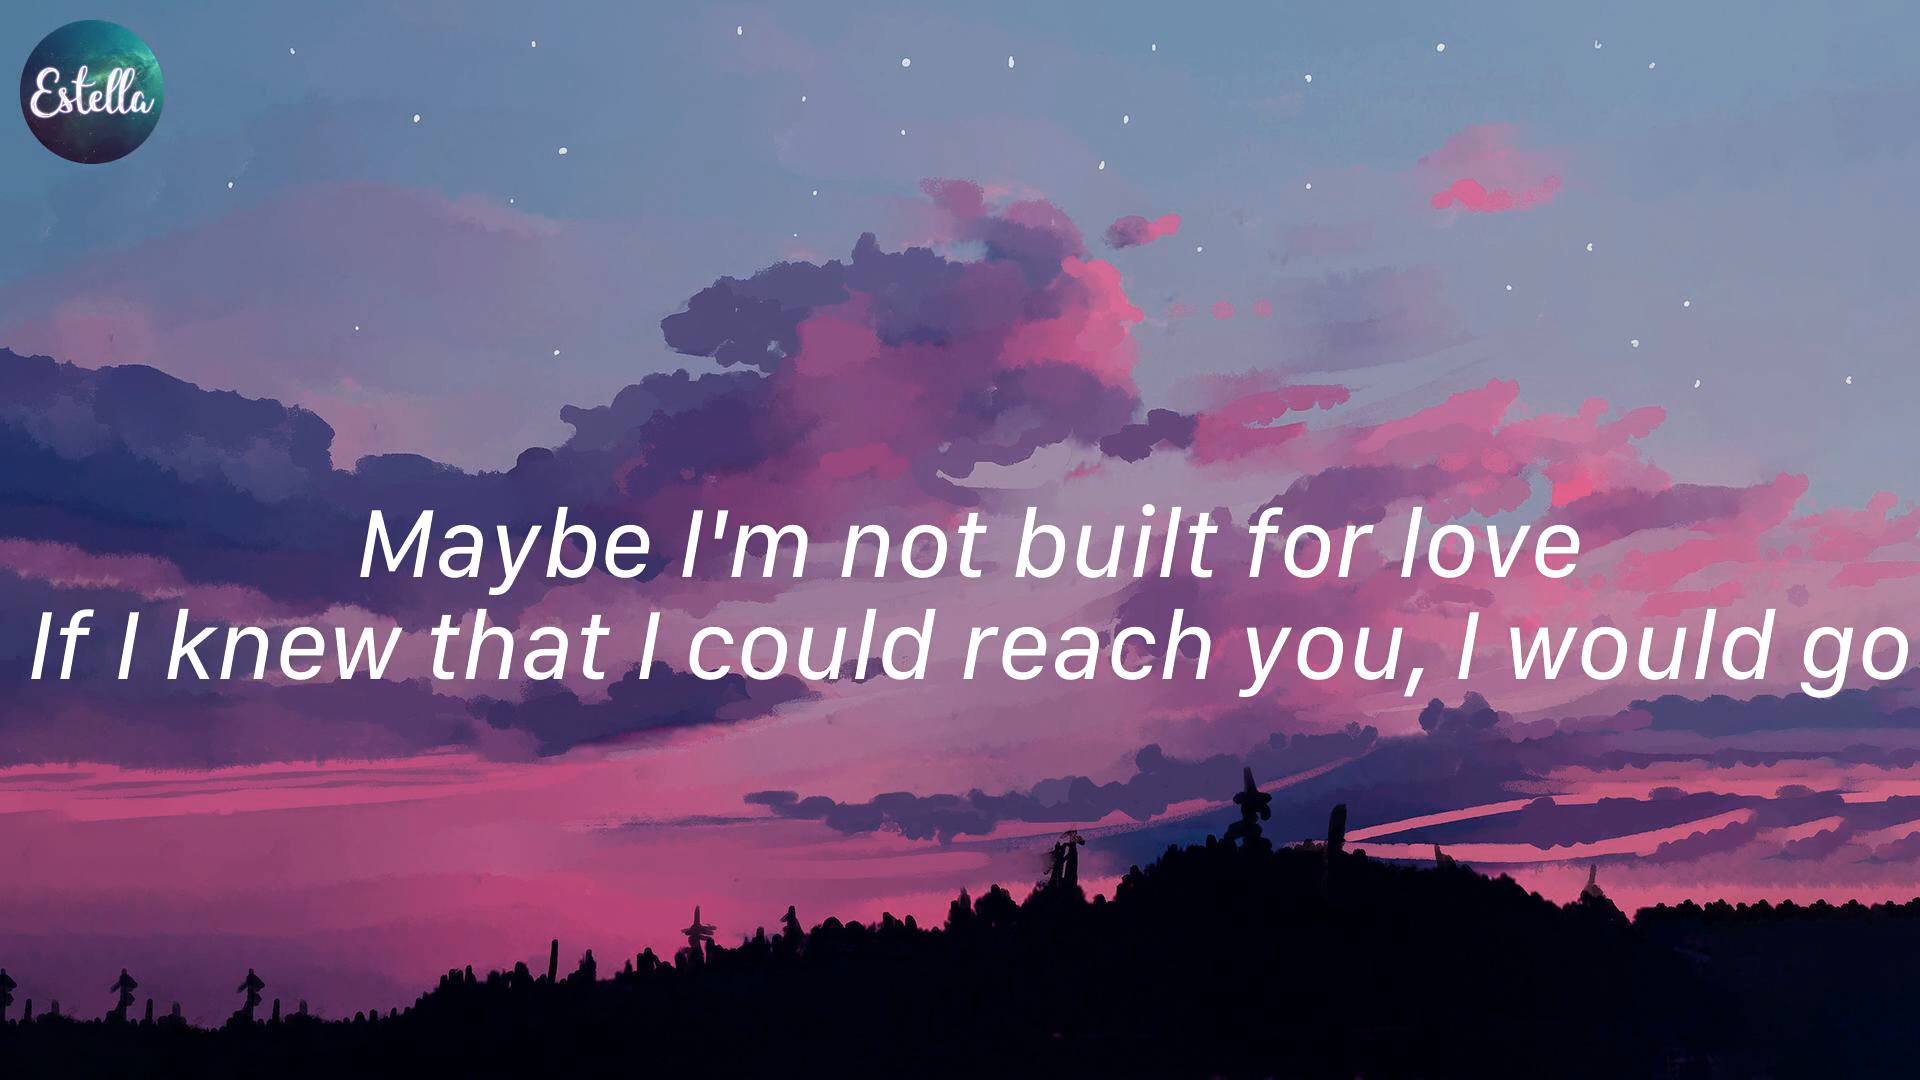 Estella
Maybe I'm not built for love
If I knew that I could reach you, I would go